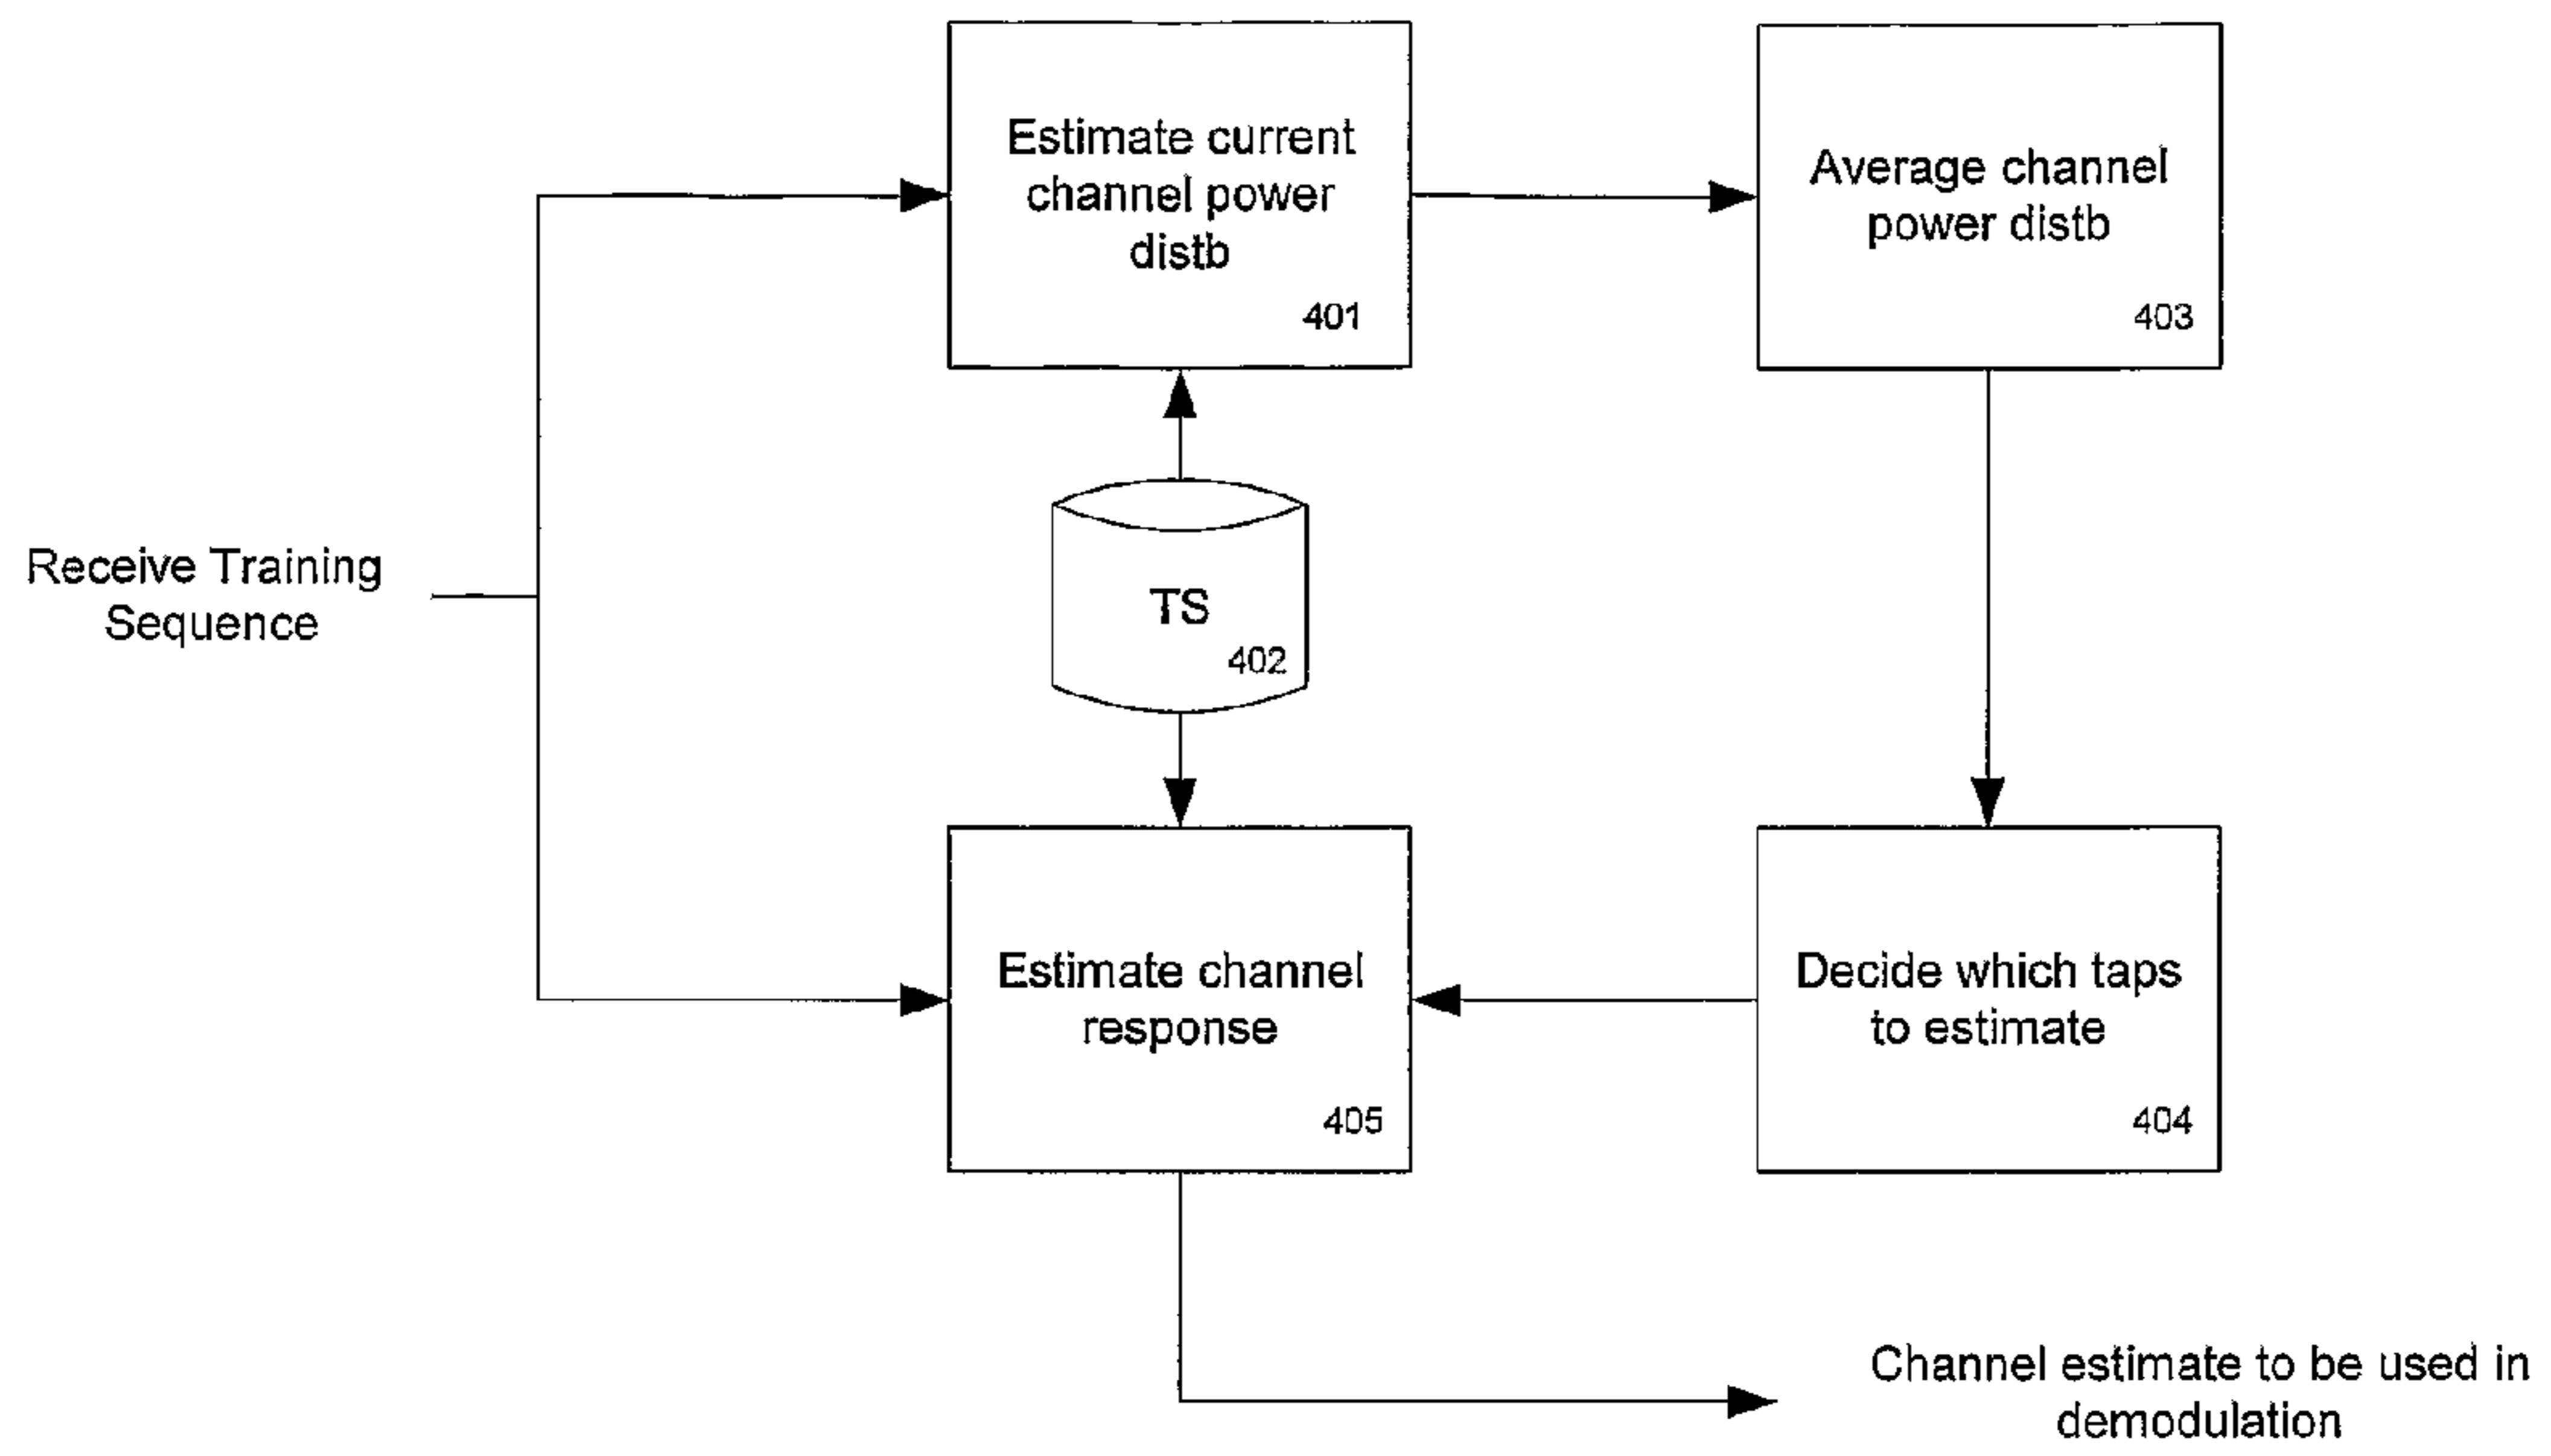 Estimate current
channel power
distb
401
Average channel
power distb
403
Receive Training
Sequence
TS
402
Estimate channel
response
405
Decide which taps
to estimate
404
Channel estimate to be used in
demodulation